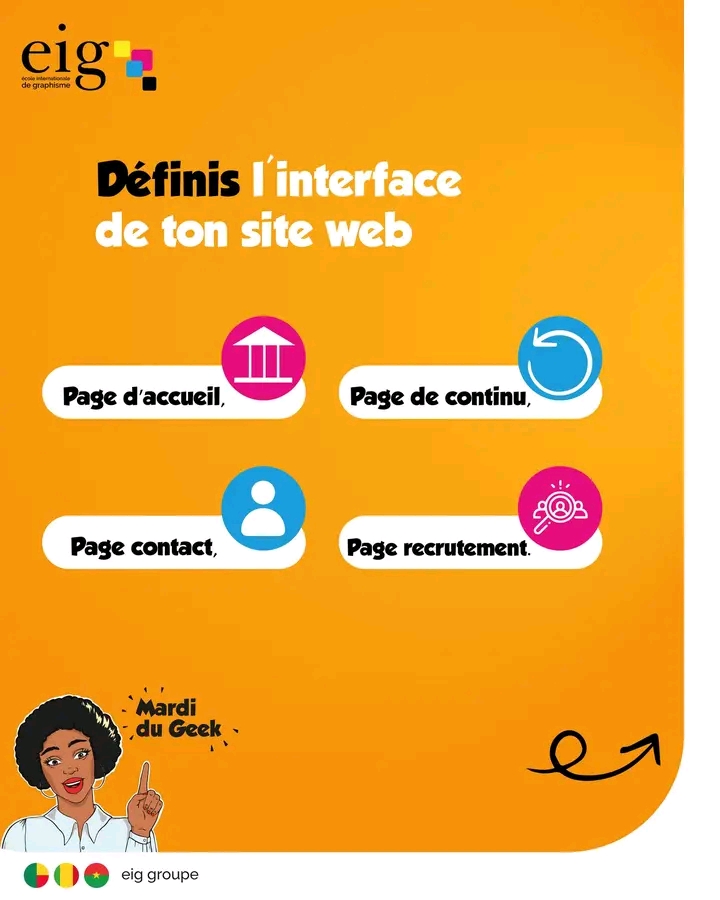 eig
école internationale
de graphisme
Définis l'interface
de ton site web
Page d'accueil,
Page de continu,
Page contact,
Page recrutement.
Mardi
du Geek
eig groupe